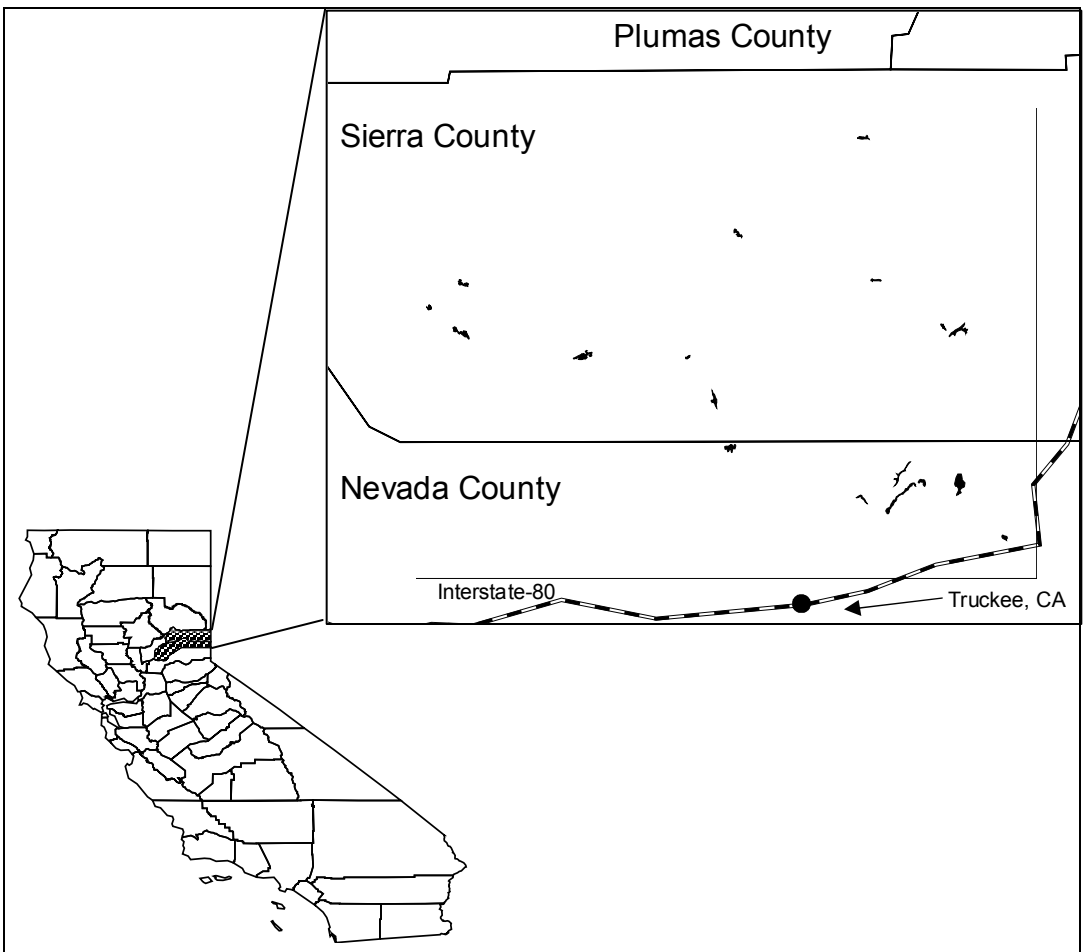 Plumas County
Sierra County
Nevada County
Interstate-80
Truckee, CA